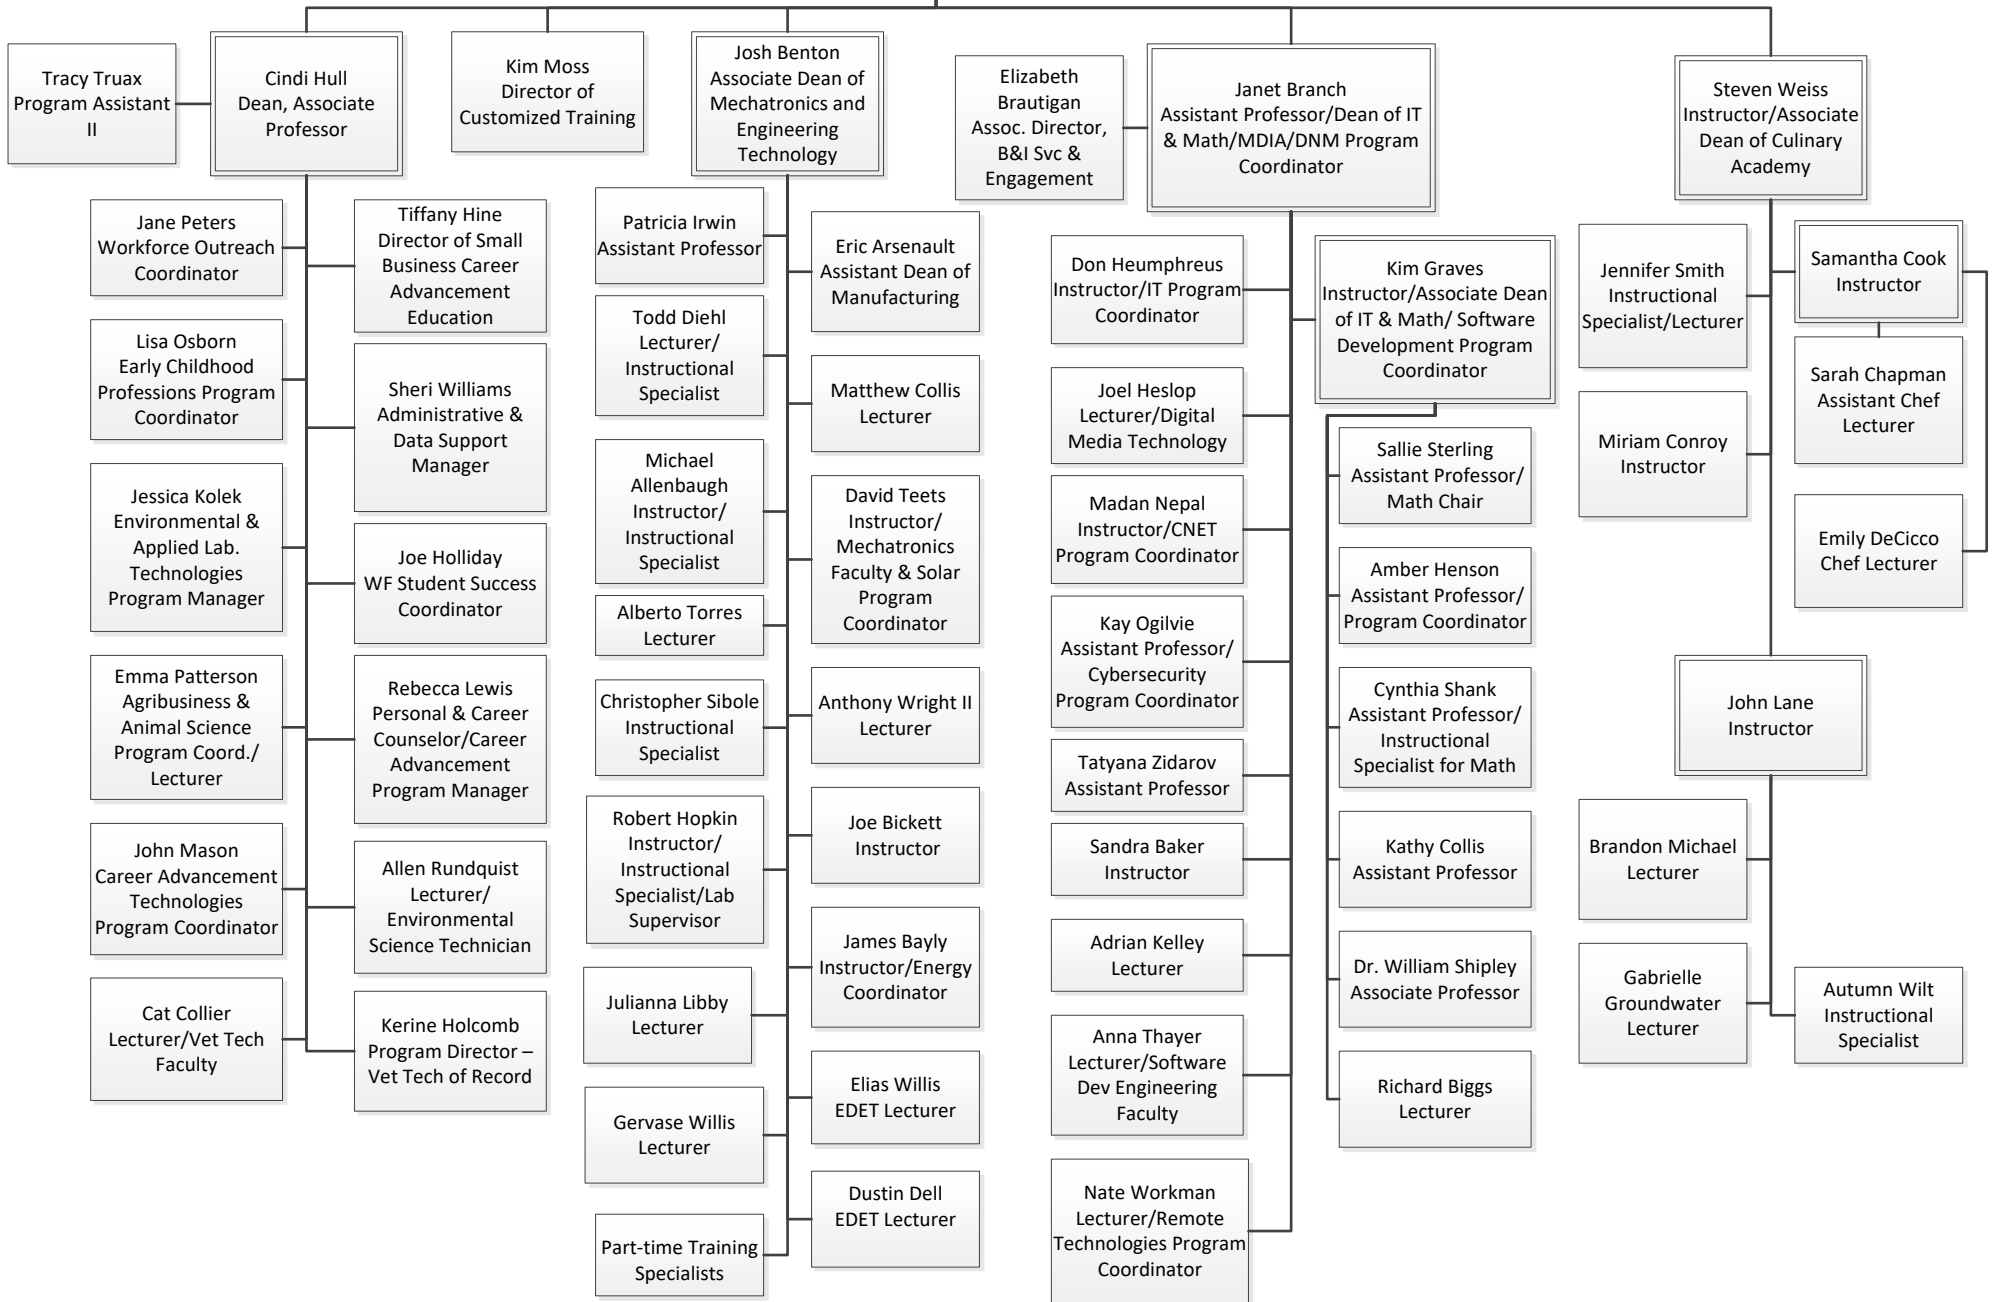 Tracy Truax
Program Assistant
II
Cindi Hull
Dean, Associate
Professor
Kim Moss
Director of
Customized Training
Josh Benton
Associate Dean of
Mechatronics and
Engineering
Technology
Elizabeth
Brautigan
Assoc. Director,
B&I Svc &
Engagement
Janet Branch
Assistant Professor/Dean of IT
& Math/MDIA/DNM Program
Coordinator
Steven Weiss
Instructor/Associate
Dean of Culinary
Academy
Jane Peters
Workforce Outreach
Coordinator
Lisa Osborn
Early Childhood
Professions Program
Coordinator
Jessica Kolek
Environmental &
Applied Lab.
Technologies
Program Manager
Emma Patterson
Agribusiness &
Animal Science
Program Coord./
Lecturer
John Mason
Career Advancement
Technologies
Program Coordinator
Cat Collier
Lecturer/Vet Tech
Faculty
Tiffany Hine
Director of Small
Business Career
Advancement
Education
Sheri Williams
Administrative &
Data Support
Manager
Joe Holliday
WF Student Success
Coordinator
Rebecca Lewis
Personal & Career
Counselor/Career
Advancement
Program Manager
Allen Rundquist
Lecturer/
Environmental
Science Technician
Kerine Holcomb
Program Director –
Vet Tech of Record
Patricia Irwin
Assistant Professor
Todd Diehl
Lecturer/
Instructional
Specialist
Michael
Allenbaugh
Instructor/
Instructional
Specialist
Alberto Torres
Lecturer
Christopher Sibole
Instructional
Specialist
Robert Hopkin
Instructor/
Instructional
Specialist/Lab
Supervisor
Julianna Libby
Lecturer
Gervase Willis
Lecturer
Part-time Training
Specialists
Eric Arsenault
Assistant Dean of
Manufacturing
Matthew Collis
Lecturer
David Teets
Instructor/
Mechatronics
Faculty & Solar
Program
Coordinator
Anthony Wright II
Lecturer
Joe Bickett
Instructor
James Bayly
Instructor/Energy
Coordinator
Elias Willis
EDET Lecturer
Dustin Dell
EDET Lecturer
Don Heumphreus
Instructor/IT Program
Coordinator
Joel Heslop
Lecturer/Digital
Media Technology
Madan Nepal
Instructor/CNET
Program Coordinator
Kay Ogilvie
Assistant Professor/
Cybersecurity
Program Coordinator
Tatyana Zidarov
Assistant Professor
Sandra Baker
Instructor
Adrian Kelley
Lecturer
Anna Thayer
Lecturer/Software
Dev Engineering
Faculty
Nate Workman
Lecturer/Remote
Technologies Program
Coordinator
Kim Graves
Instructor/Associate Dean
of IT & Math/ Software
Development Program
Coordinator
Sallie Sterling
Assistant Professor/
Math Chair
Amber Henson
Assistant Professor/
Program Coordinator
Cynthia Shank
Assistant Professor/
Instructional
Specialist for Math
Kathy Collis
Assistant Professor
Dr. William Shipley
Associate Professor
Richard Biggs
Lecturer
Jennifer Smith
Instructional
Specialist/Lecturer
Miriam Conroy
Instructor
Samantha Cook
Instructor
Sarah Chapman
Assistant Chef
Lecturer
Emily DeCicco
Chef Lecturer
John Lane
Instructor
Brandon Michael
Lecturer
Gabrielle
Groundwater
Lecturer
Autumn Wilt
Instructional
Specialist